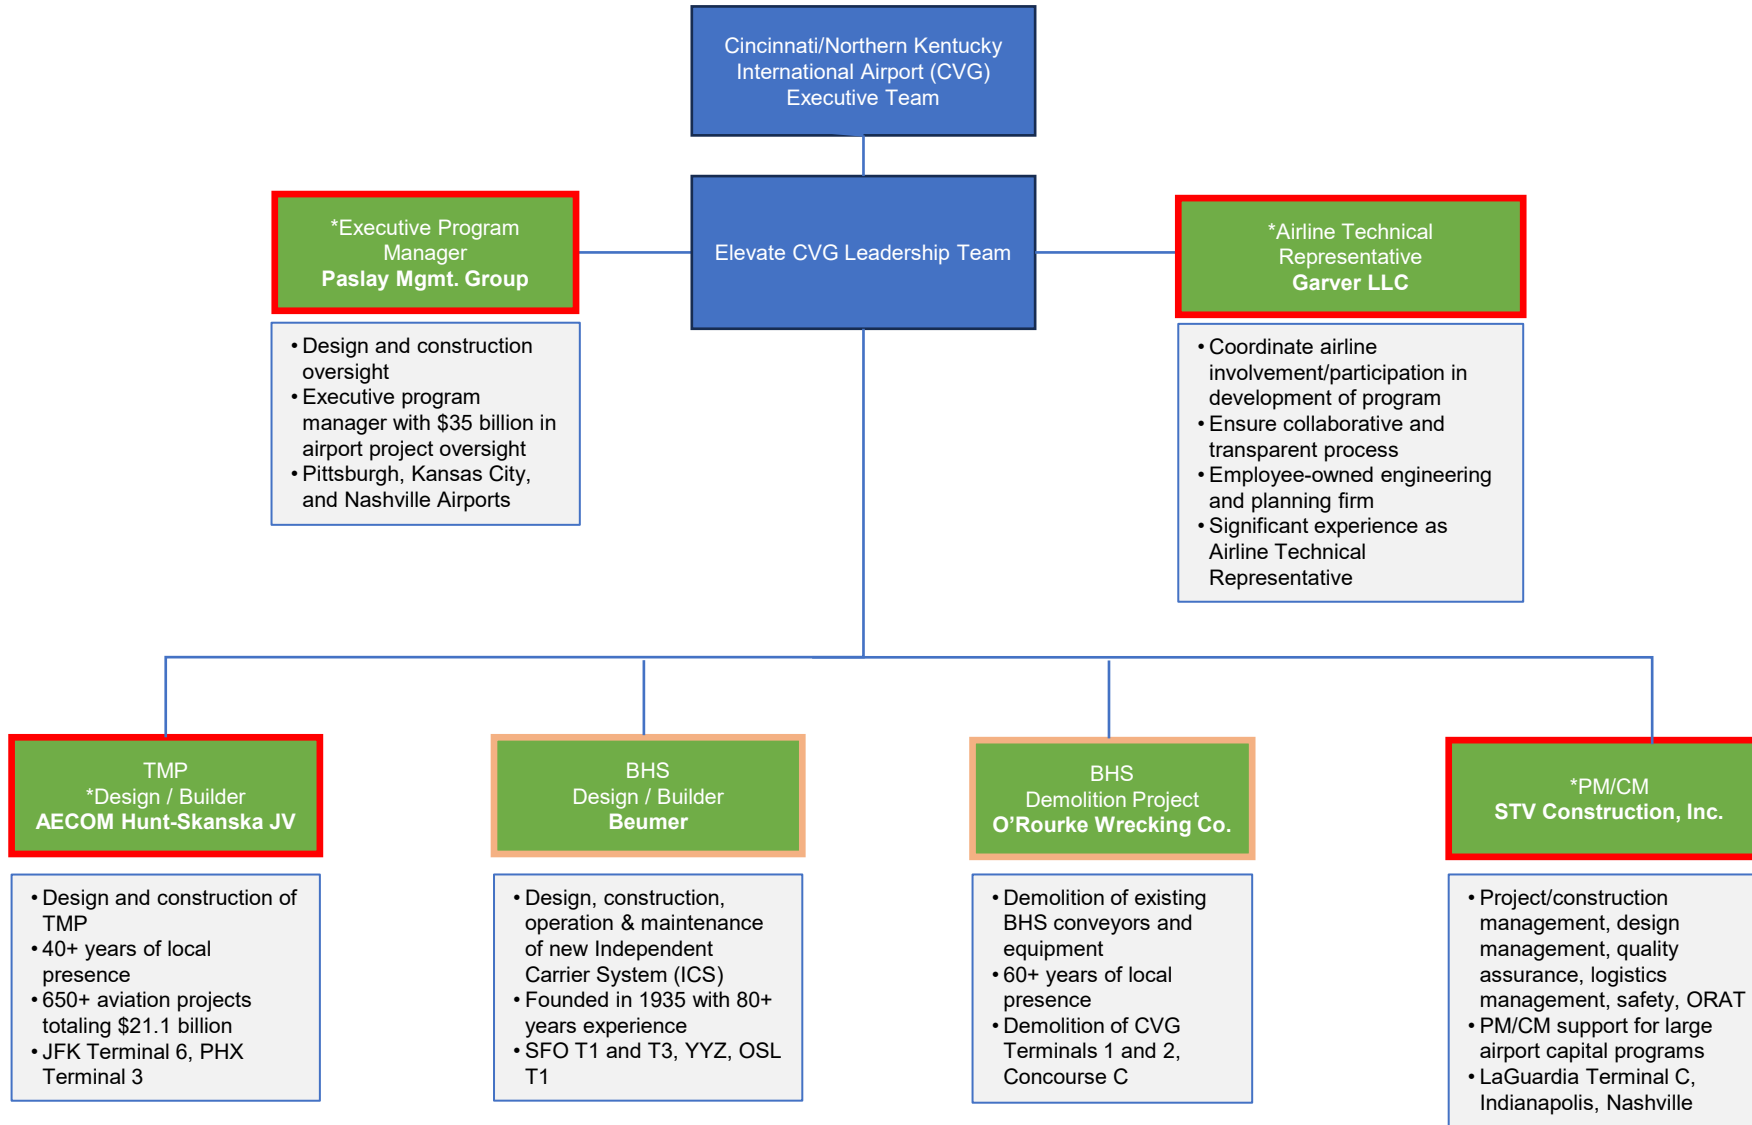 Cincinnati/Northern Kentucky
International Airport (CVG)
Executive Team
*Executive Program
Manager
Paslay Mgmt. Group
Elevate CVG Leadership Team
*Airline Technical
Representative
Garver LLC
• Design and construction
oversight
• Executive program
manager with $35 billion in
airport project oversight
• Pittsburgh, Kansas City,
and Nashville Airports
• Coordinate airline
involvement/participation in
development of program
• Ensure collaborative and
transparent process
• Employee-owned engineering
and planning firm
• Significant experience as
Airline Technical
Representative
TMP
*Design / Builder
AECOM Hunt-Skanska JV
BHS
Design / Builder
Beumer
BHS
Demolition Project
O'Rourke Wrecking Co.
*PM/CM
STV Construction, Inc.
• Design and construction of
TMP
• 40+ years of local
presence
• 650+ aviation projects
totaling $21.1 billion
• JFK Terminal 6, PHX
Terminal 3
• Design, construction,
operation & maintenance
of new Independent
Carrier System (ICS)
• Founded in 1935 with 80+
years experience
• SFO T1 and T3, YYZ, OSL
T1
• Demolition of existing
BHS conveyors and
equipment
• 60+ years of local
presence
• Demolition of CVG
Terminals 1 and 2,
Concourse C
• Project/construction
management, design
management, quality
assurance, logistics
management, safety, ORAT
• PM/CM support for large
airport capital programs
• LaGuardia Terminal C,
Indianapolis, Nashville